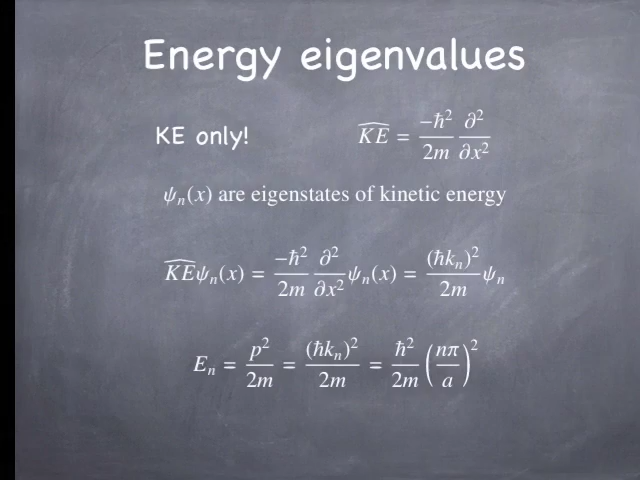 Energy eigenvalues
KE only! $\widehat{KE} = \frac{-\hbar^2}{2m} \frac{\partial^2}{\partial x^2}$
$\psi_n(x)$ are eigenstates of kinetic energy
$\widehat{KE}\psi_n(x) = \frac{-\hbar^2}{2m} \frac{\partial^2}{\partial x^2} \psi_n(x) = \frac{(\hbar k_n)^2}{2m} \psi_n$
$E_n = \frac{p^2}{2m} = \frac{(\hbar k_n)^2}{2m} = \frac{\hbar^2}{2m} \left(\frac{n\pi}{a}\right)^2$